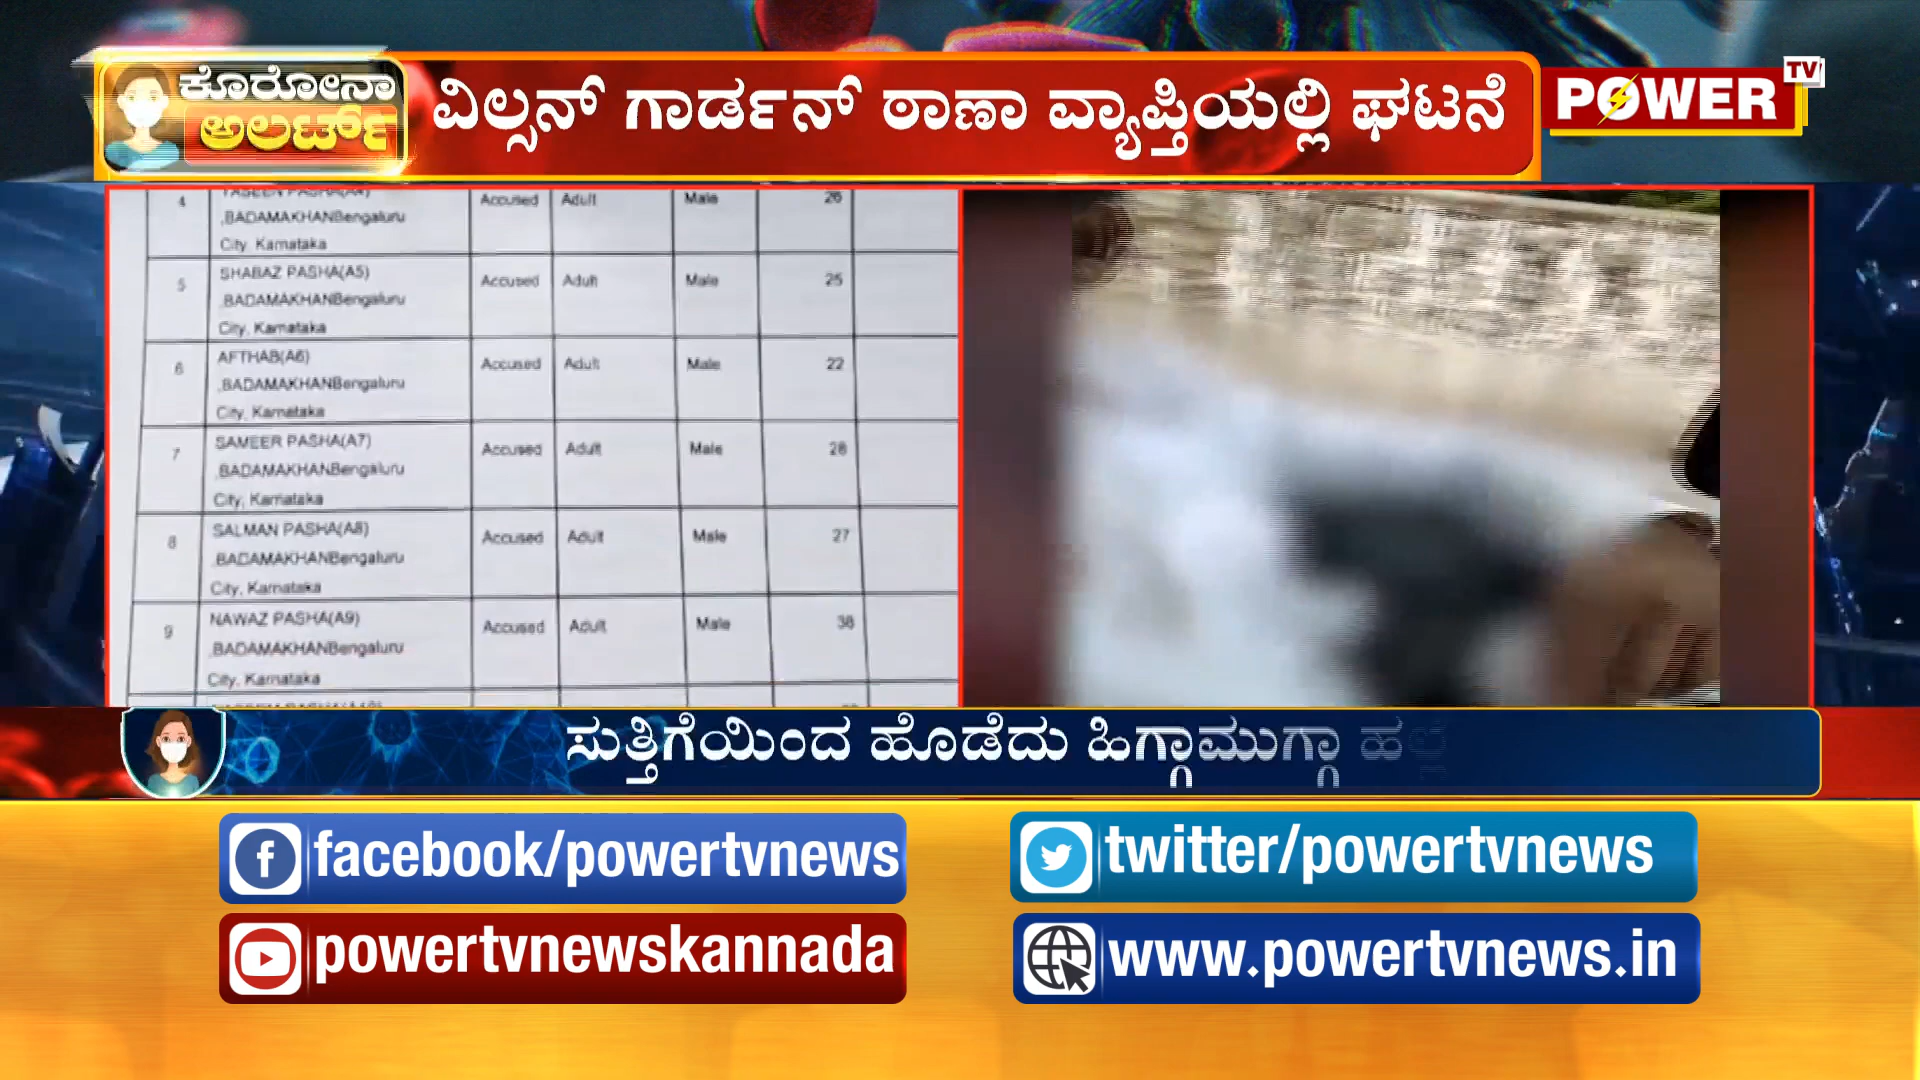 ಕೊರೋನಾ
ಅಲರ್ಟ್
ವಿಲ್ಸನ್ ಗಾರ್ಡನ್ ಠಾಣಾ ವ್ಯಾಪ್ತಿಯಲ್ಲಿ ಘಟನೆ
POWER TV
4 YASEEN PASHA(A4) Accused Adult Male 26
,BADAMAKHANBengaluru
City, Karnataka
5 SHABAZ PASHA(A5) Accused Adult Male 25
,BADAMAKHANBengaluru
City, Karnataka
6 AFTHAB(A6) Accused Adult Male 22
,BADAMAKHANBengaluru
City, Karnataka
7 SAMEER PASHA(A7) Accused Adult Male 28
,BADAMAKHANBengaluru
City, Karnataka
8 SALMAN PASHA(A8) Accused Adult Male 27
,BADAMAKHANBengaluru
City, Karnataka
9 NAWAZ PASHA(A9) Accused Adult Male 38
,BADAMAKHANBengaluru
City, Karnataka
ಸುತ್ತಿಗೆಯಿಂದ ಹೊಡೆದು ಹಿಗ್ಗಾಮುಗ್ಗಾ
facebook/powertvnews
twitter/powertvnews
powertvnewskannada
www.powertvnews.in